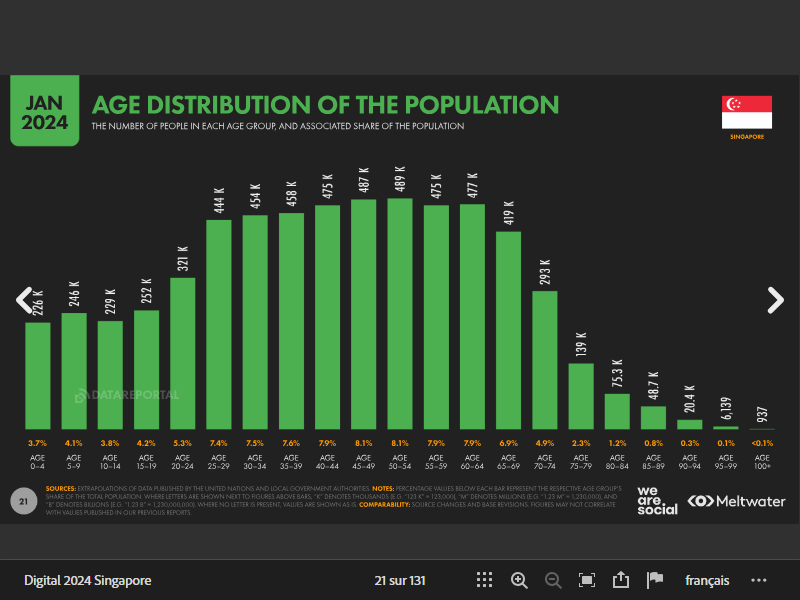 JAN
2024
AGE DISTRIBUTION OF THE POPULATION
THE NUMBER OF PEOPLE IN EACH AGE GROUP, AND ASSOCIATED SHARE OF THE POPULATION
SINGAPORE
226 K 246 K 229 K 252 K 321 K 444 K 454 K 458 K 475 K 487 K 489 K 475 K 477 K 419 K 293 K 139 K 75.3 K 48.7 K 20.4 K 6,139 937
DATAREPORTAL
3.7% 4.1% 3.8% 4.2% 5.3% 7.4% 7.5% 7.6% 7.9% 8.1% 8.1% 7.9% 7.9% 6.9% 4.9% 2.3% 1.2% 0.8% 0.3% 0.1% <0.1%
AGE AGE AGE AGE AGE AGE AGE AGE AGE AGE AGE AGE AGE AGE AGE AGE AGE AGE AGE AGE AGE
0–4 5–9 10–14 15–19 20–24 25–29 30–34 35–39 40–44 45–49 50–54 55–59 60–64 65–69 70–74 75–79 80–84 85–89 90–94 95–99 100+
21
SOURCES: EXTRAPOLATIONS OF DATA PUBLISHED BY THE UNITED NATIONS AND LOCAL GOVERNMENT AUTHORITIES. NOTES: PERCENTAGE VALUES BELOW EACH BAR REPRESENT THE RESPECTIVE AGE GROUP'S
SHARE OF THE TOTAL POPULATION. WHERE LETTERS ARE SHOWN NEXT TO FIGURES ABOVE BARS, "K" DENOTES THOUSANDS (E.G. "123 K" = 123,000), "M" DENOTES MILLIONS (E.G. "1.23 M" = 1,230,000), AND
"B" DENOTES BILLIONS (E.G. "1.23 B" = 1,230,000,000). WHERE NO LETTER IS PRESENT, VALUES ARE SHOWN AS IS. COMPARABILITY: SOURCE CHANGES AND BASE REVISIONS. FIGURES MAY NOT CORRELATE
WITH VALUES PUBLISHED IN OUR PREVIOUS REPORTS.
we
are.
social
Meltwater
Digital 2024 Singapore
21 sur 131
français